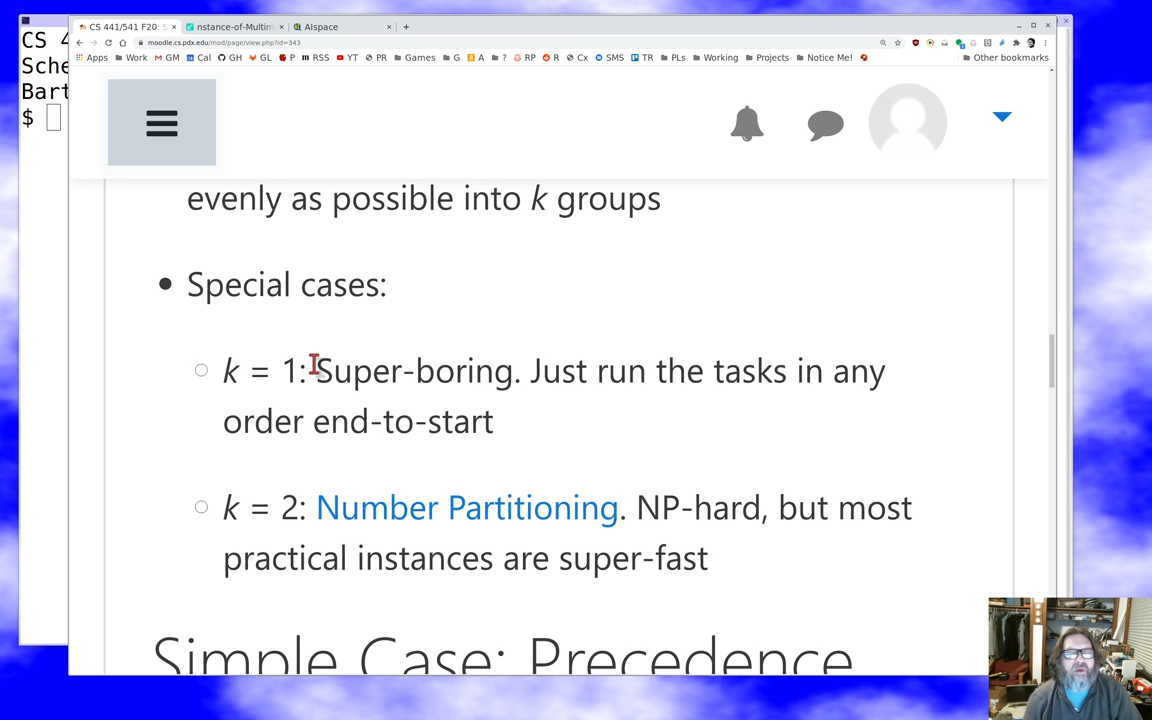 CS 4
Sche
Bart
$
CS 441/541 F20: S
nstance-of-Multim
AIspace
moodle.cs.pdx.edu/mod/page/view.php?id=343
Apps Work GM Cal GH GL P RSS YT PR Games G A ? RP R Cx SMS TR PLs Working Projects Notice Me! Other bookmarks
evenly as possible into k groups
Special cases:
k = 1: Super-boring. Just run the tasks in any
order end-to-start
k = 2: Number Partitioning. NP-hard, but most
practical instances are super-fast
Simple Case: Precedence